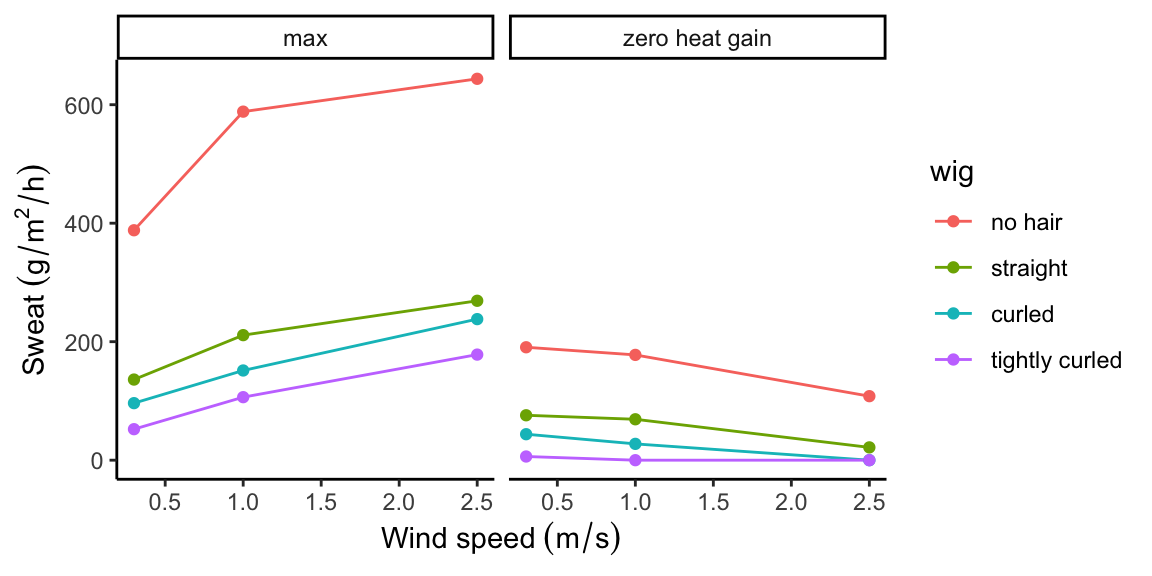 max
zero heat gain
600
400
200
0
Sweat (g/m²/h)
0.5 1.0 1.5 2.0 2.5
0.5 1.0 1.5 2.0 2.5
Wind speed (m/s)
wig
no hair
straight
curled
tightly curled